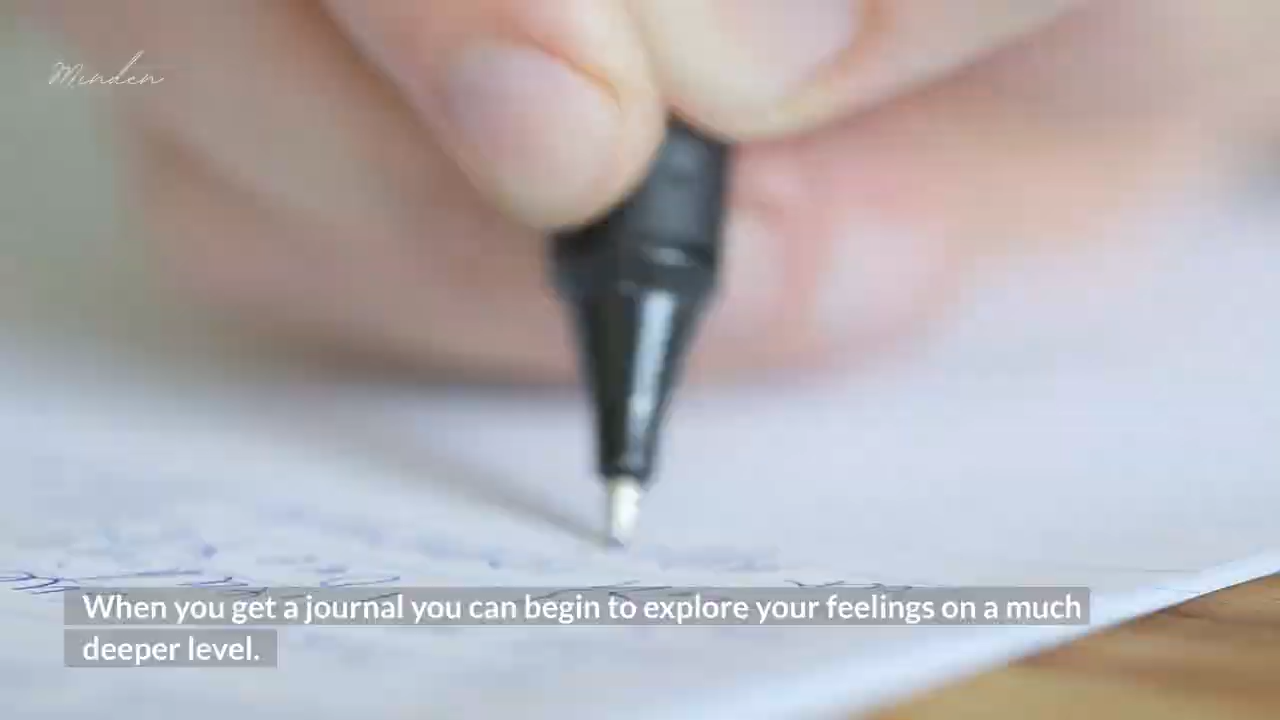 Minden
When you get a journal you can begin to explore your feelings on a much
deeper level.